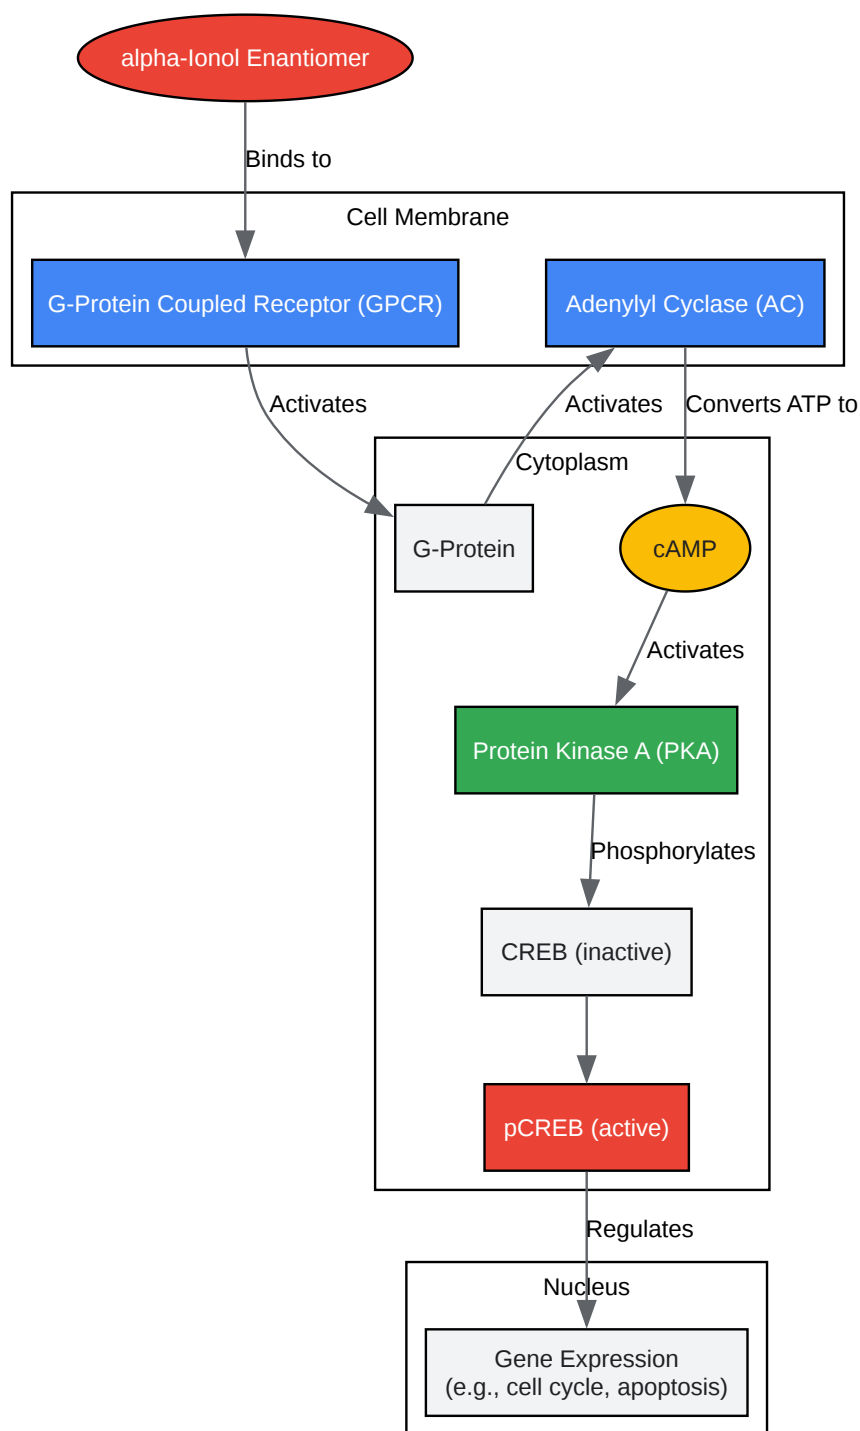 alpha-Ionol Enantiomer
Binds to
Cell Membrane
G-Protein Coupled Receptor (GPCR)
Adenylyl Cyclase (AC)
Activates
Activates
Converts ATP to
Cytoplasm
G-Protein
cAMP
Activates
Protein Kinase A (PKA)
Phosphorylates
CREB (inactive)
pCREB (active)
Regulates
Nucleus
Gene Expression
(e.g., cell cycle, apoptosis)